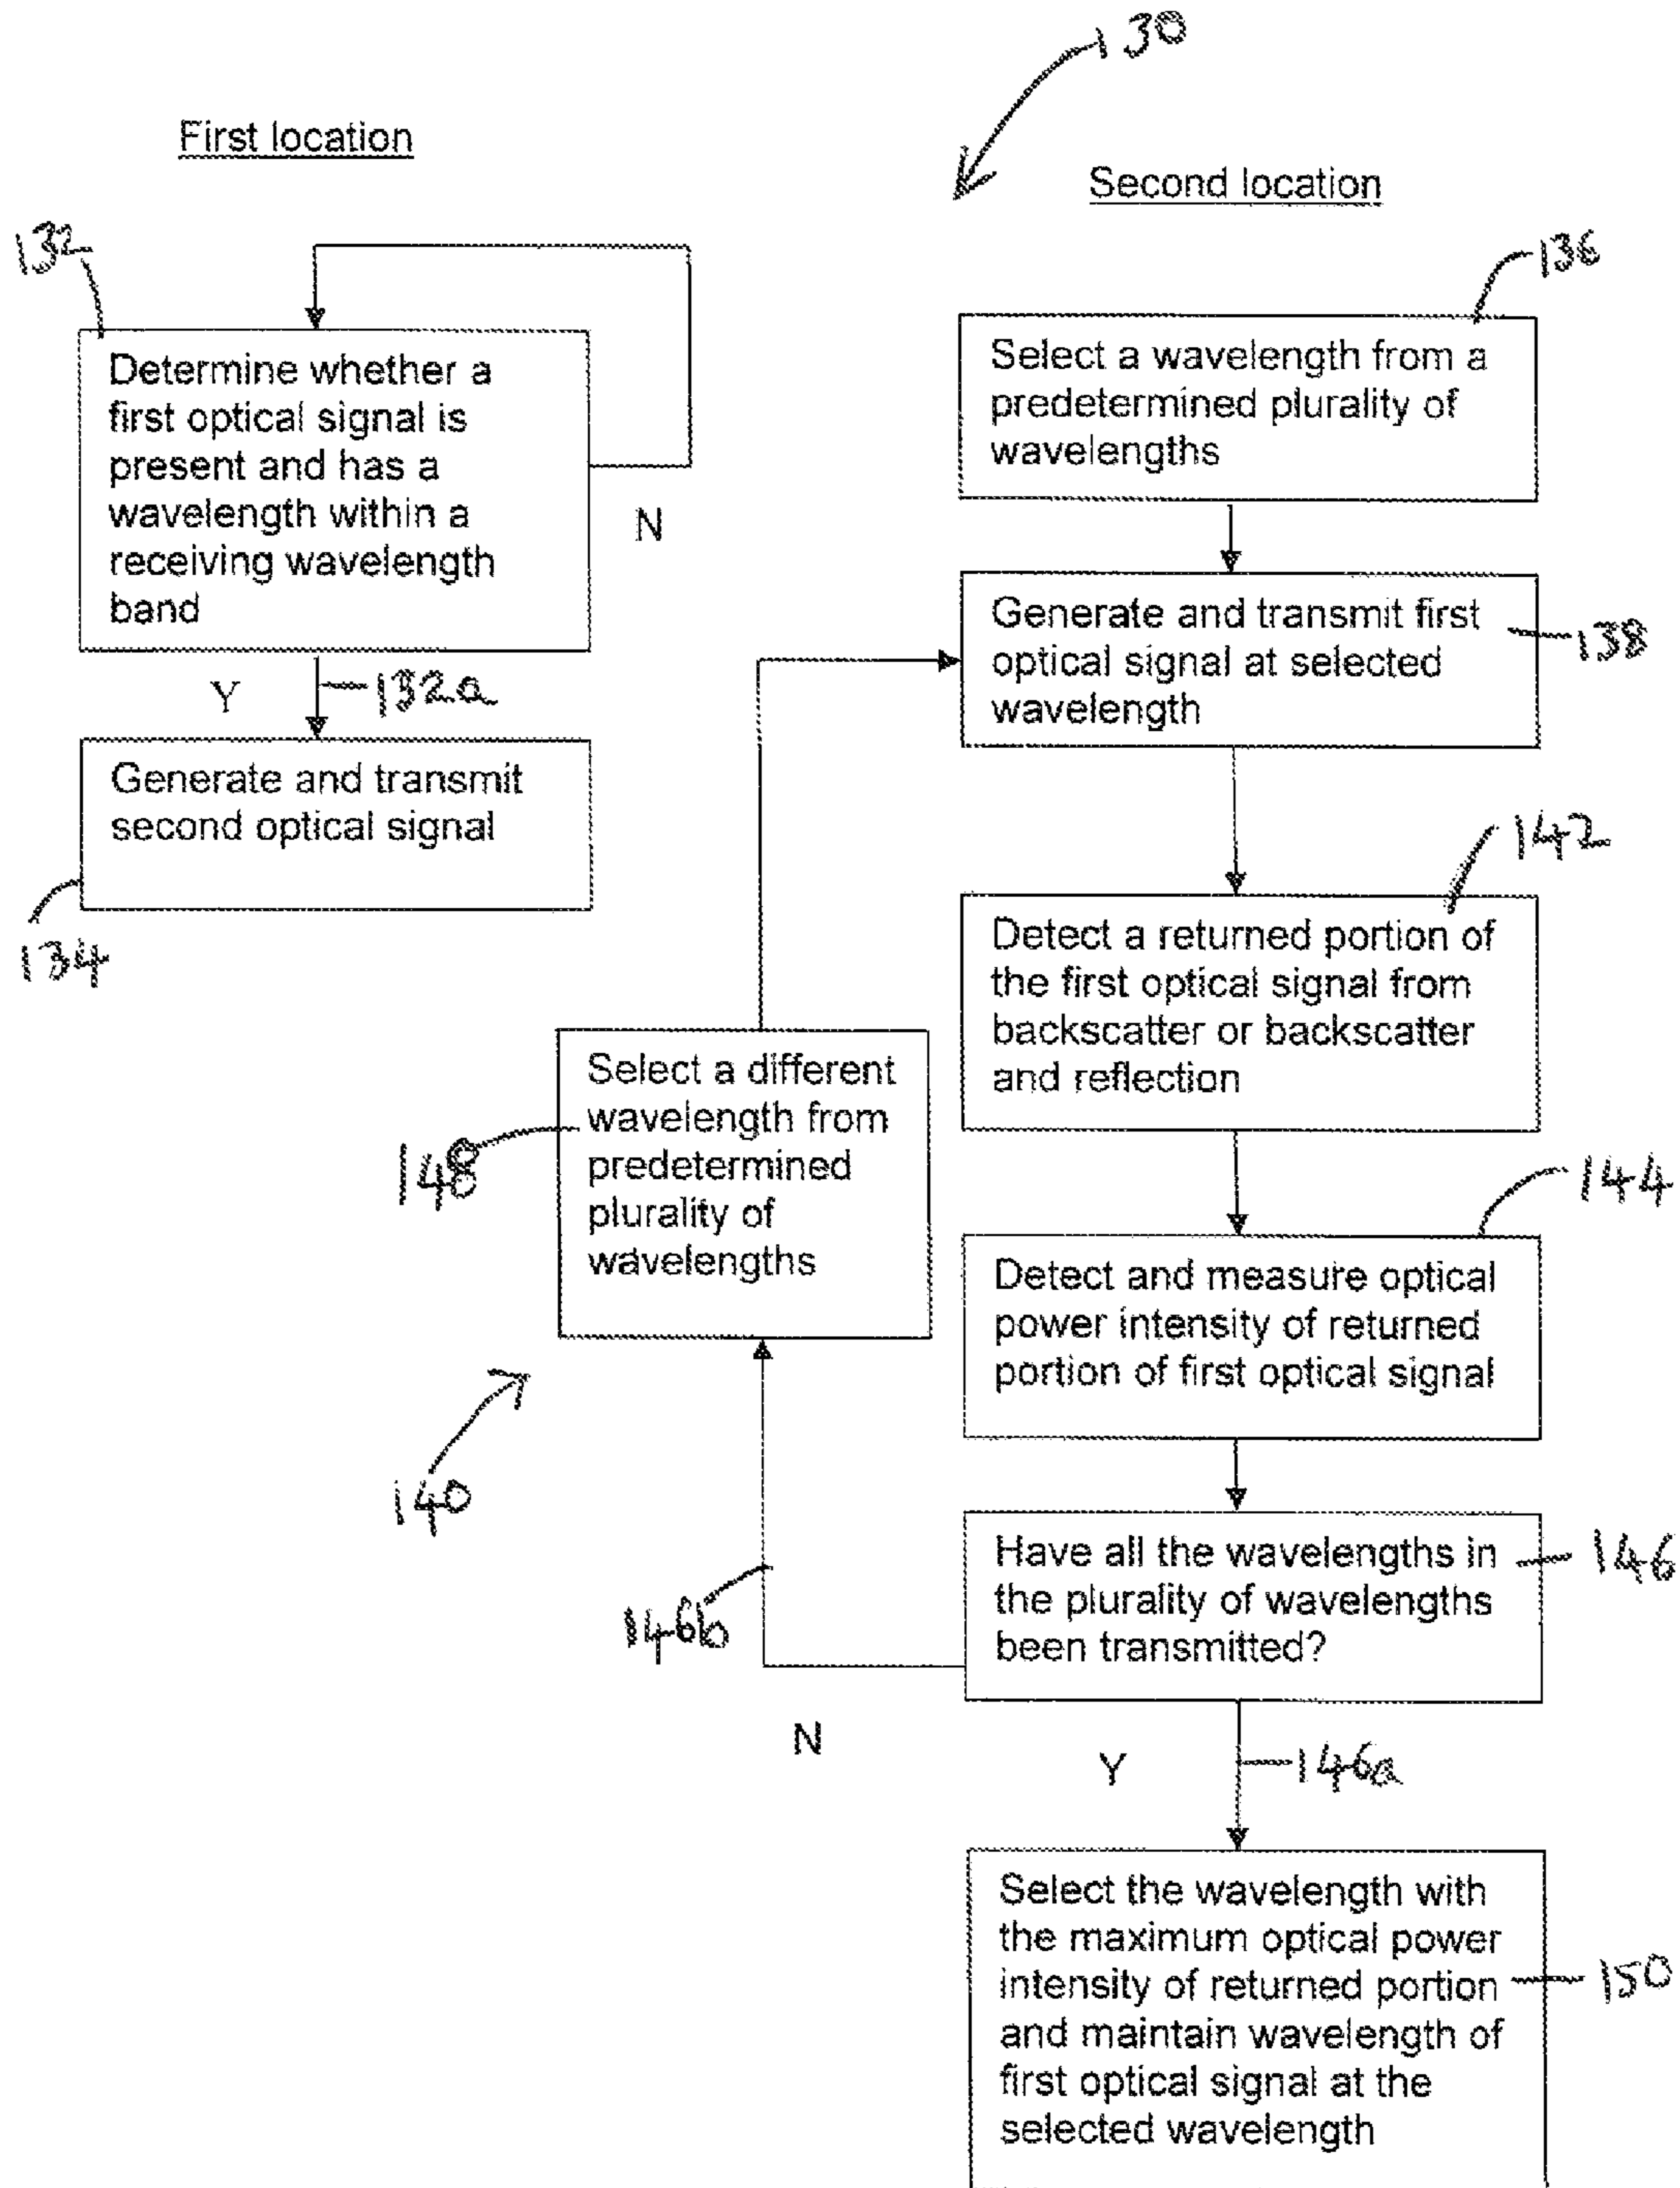 130
First location
Second location
132
136
Determine whether a
first optical signal is
present and has a
wavelength within a
receiving wavelength
band
N
Y
132a
Generate and transmit
second optical signal
134
Select a wavelength from a
predetermined plurality of
wavelengths
Generate and transmit first
optical signal at selected
wavelength
138
142
Detect a returned portion of
the first optical signal from
backscatter or backscatter
and reflection
Select a different
wavelength from
predetermined
plurality of
wavelengths
148
144
Detect and measure optical
power intensity of returned
portion of first optical signal
140
Have all the wavelengths in
the plurality of wavelengths
been transmitted?
146
146b
N
Y
146a
Select the wavelength with
the maximum optical power
intensity of returned portion
and maintain wavelength of
first optical signal at the
selected wavelength
150